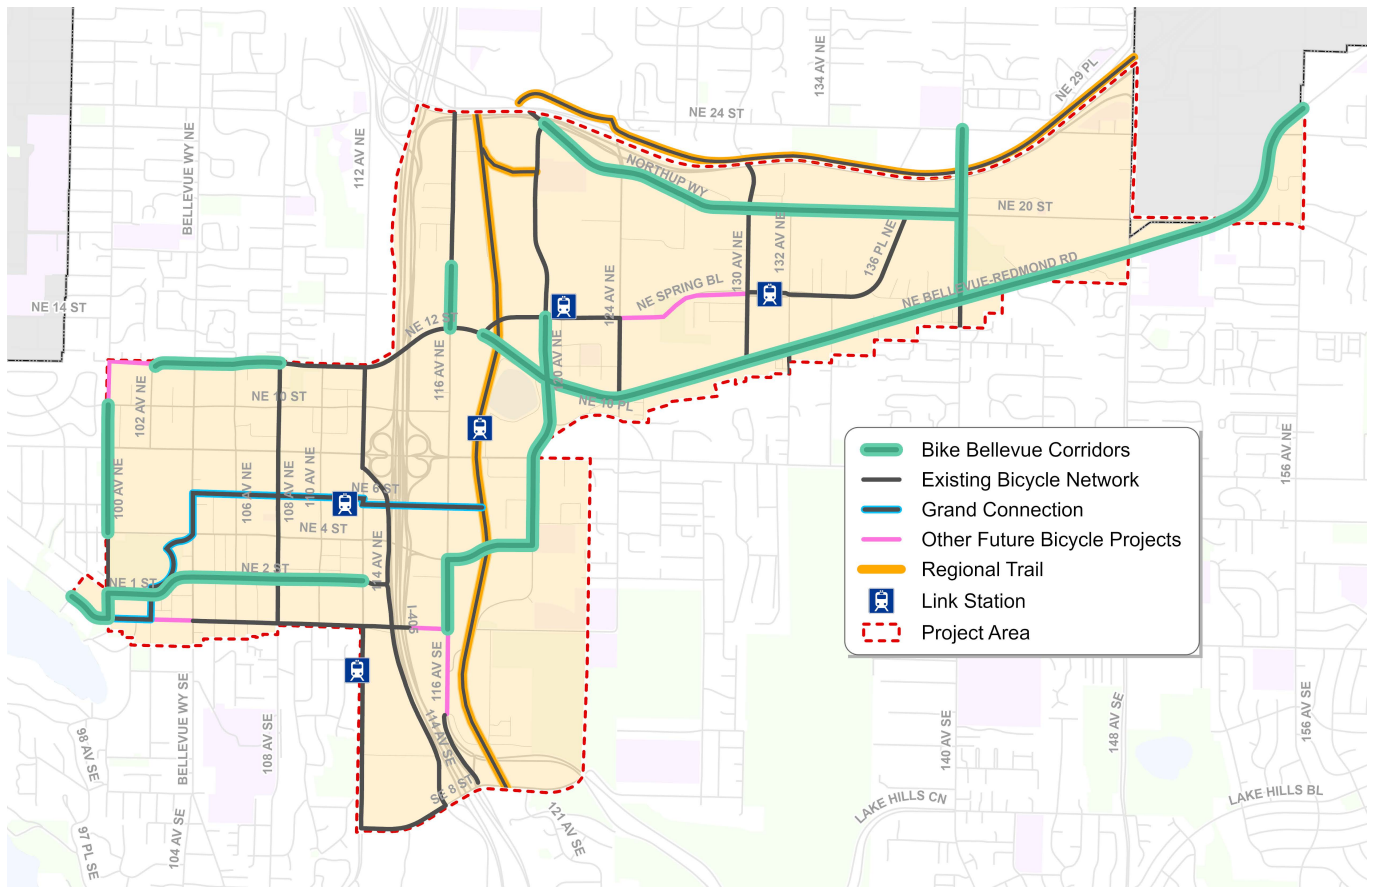 134 AV NE
NE 29 PL
NE 24 ST
112 AV NE
BELLEVUE WY NE
NORTHUP WY
NE 20 ST
132 AV NE
136 PL NE
130 AV NE
NE BELLEVUE-REDMOND RD
NE SPRING BL
124 AV NE
NE 14 ST
NE 12 ST
116 AV NE
20 AV NE
NE 10 ST
102 AV NE
NE 10 PL
156 AV NE
Bike Bellevue Corridors
Existing Bicycle Network
Grand Connection
Other Future Bicycle Projects
Regional Trail
Link Station
Project Area
100 AV NE
106 AV NE
108 AV NE
110 AV NE
NE 6 ST
NE 4 ST
114 AV NE
NE 2 ST
NE 1 ST
I-405
116 AV SE
114 AV SE
SE 8 ST
BELLEVUE WY SE
108 AV SE
98 AV SE
97 PL SE
104 AV SE
121 AV SE
140 AV SE
148 AV SE
156 AV SE
LAKE HILLS CN
LAKE HILLS BL